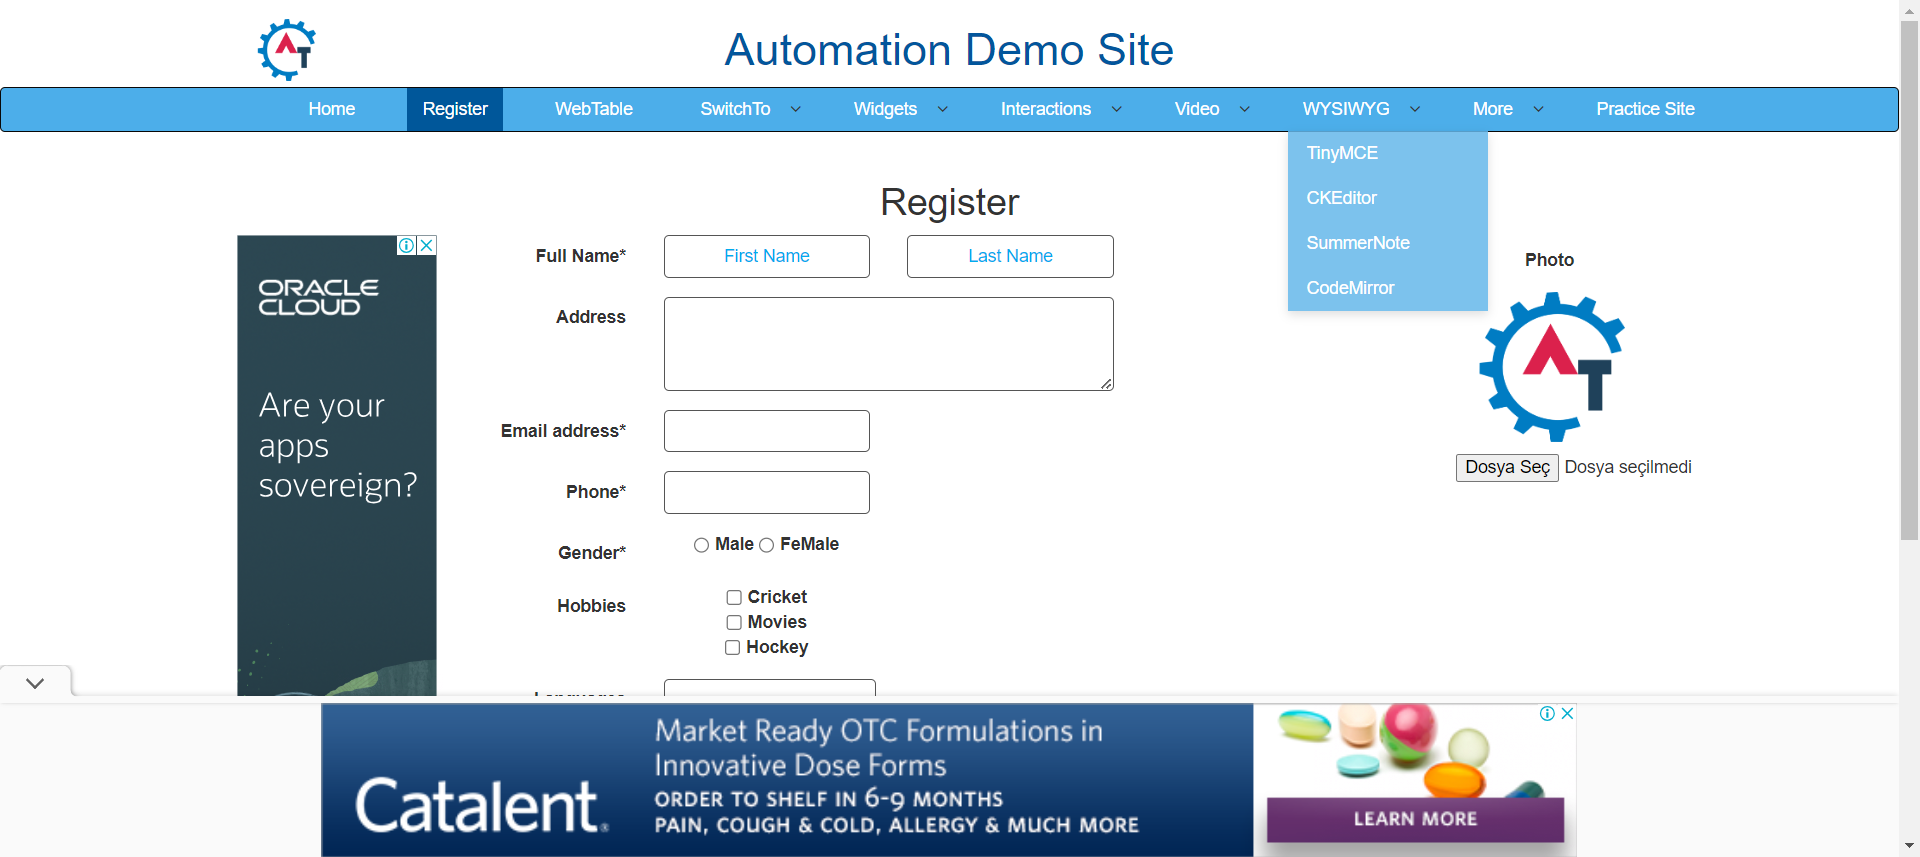 AT
Automation Demo Site
Home Register WebTable SwitchTo Widgets Interactions Video WYSIWYG More Practice Site
TinyMCE
CKEditor
SummerNote
CodeMirror
Register
ORACLE
CLOUD
Are your
apps
sovereign?
Full Name* First Name Last Name
Address
Email address*
Phone*
Gender* Male FeMale
Hobbies Cricket
Movies
Hockey
Photo
AT
Dosya Seç Dosya seçilmedi
Catalent.
Market Ready OTC Formulations in
Innovative Dose Forms
ORDER TO SHELF IN 6-9 MONTHS
PAIN, COUGH & COLD, ALLERGY & MUCH MORE
LEARN MORE